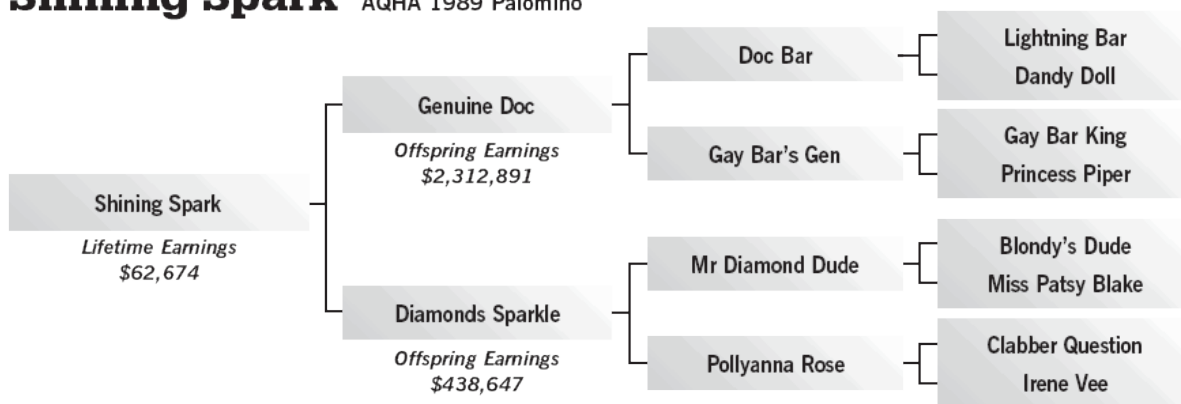 Shining Spark AQHA 1989 Palomino
Shining Spark
Lifetime Earnings
$62,674
Genuine Doc
Offspring Earnings
$2,312,891
Diamonds Sparkle
Offspring Earnings
$438,647
Doc Bar
Gay Bar's Gen
Mr Diamond Dude
Pollyanna Rose
Lightning Bar
Dandy Doll
Gay Bar King
Princess Piper
Blondy's Dude
Miss Patsy Blake
Clabber Question
Irene Vee